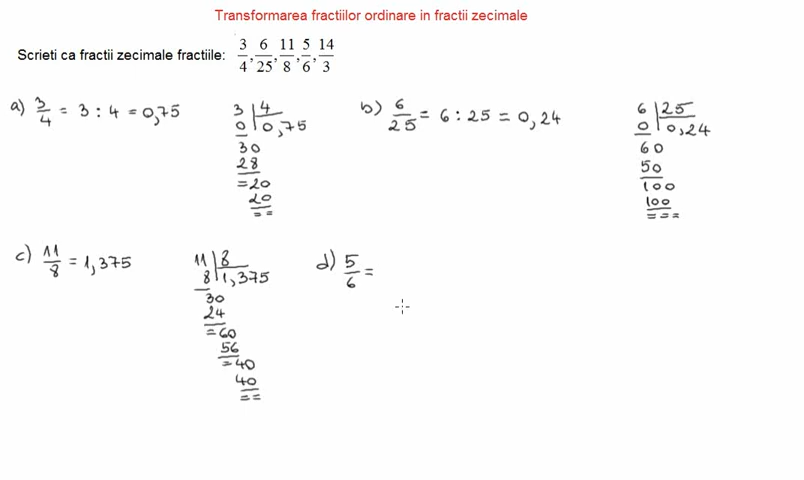 Transformarea fractiilor ordinare in fractii zecimale
Scrieti ca fractii zecimale fractiile: 3/4, 6/25, 11/8, 5/6, 14/3
a) 3/4 = 3 : 4 = 0,75
3 | 4
0 | 0,75
30
28
=20
20
==
b) 6/25 = 6 : 25 = 0,24
6 | 25
0 | 0,24
60
50
100
100
===
c) 11/8 = 1,375
11 | 8
8 | 1,375
30
24
=60
56
=40
40
==
d) 5/6 =